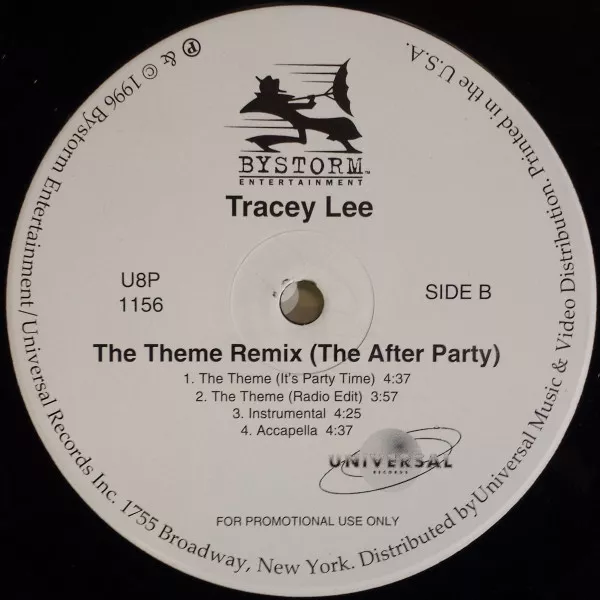 BYSTORM™
ENTERTAINMENT
Tracey Lee
U8P
1156
SIDE B
The Theme Remix (The After Party)
1. The Theme (It's Party Time) 4:37
2. The Theme (Radio Edit) 3:57
3. Instrumental 4:25
4. Accapella 4:37
UNIVERSAL
RECORDS
FOR PROMOTIONAL USE ONLY
℗ & © 1996 Bystorm Entertainment/Universal Records Inc. 1755 Broadway, New York. Distributed by Universal Music & Video Distribution. Printed in the U.S.A.